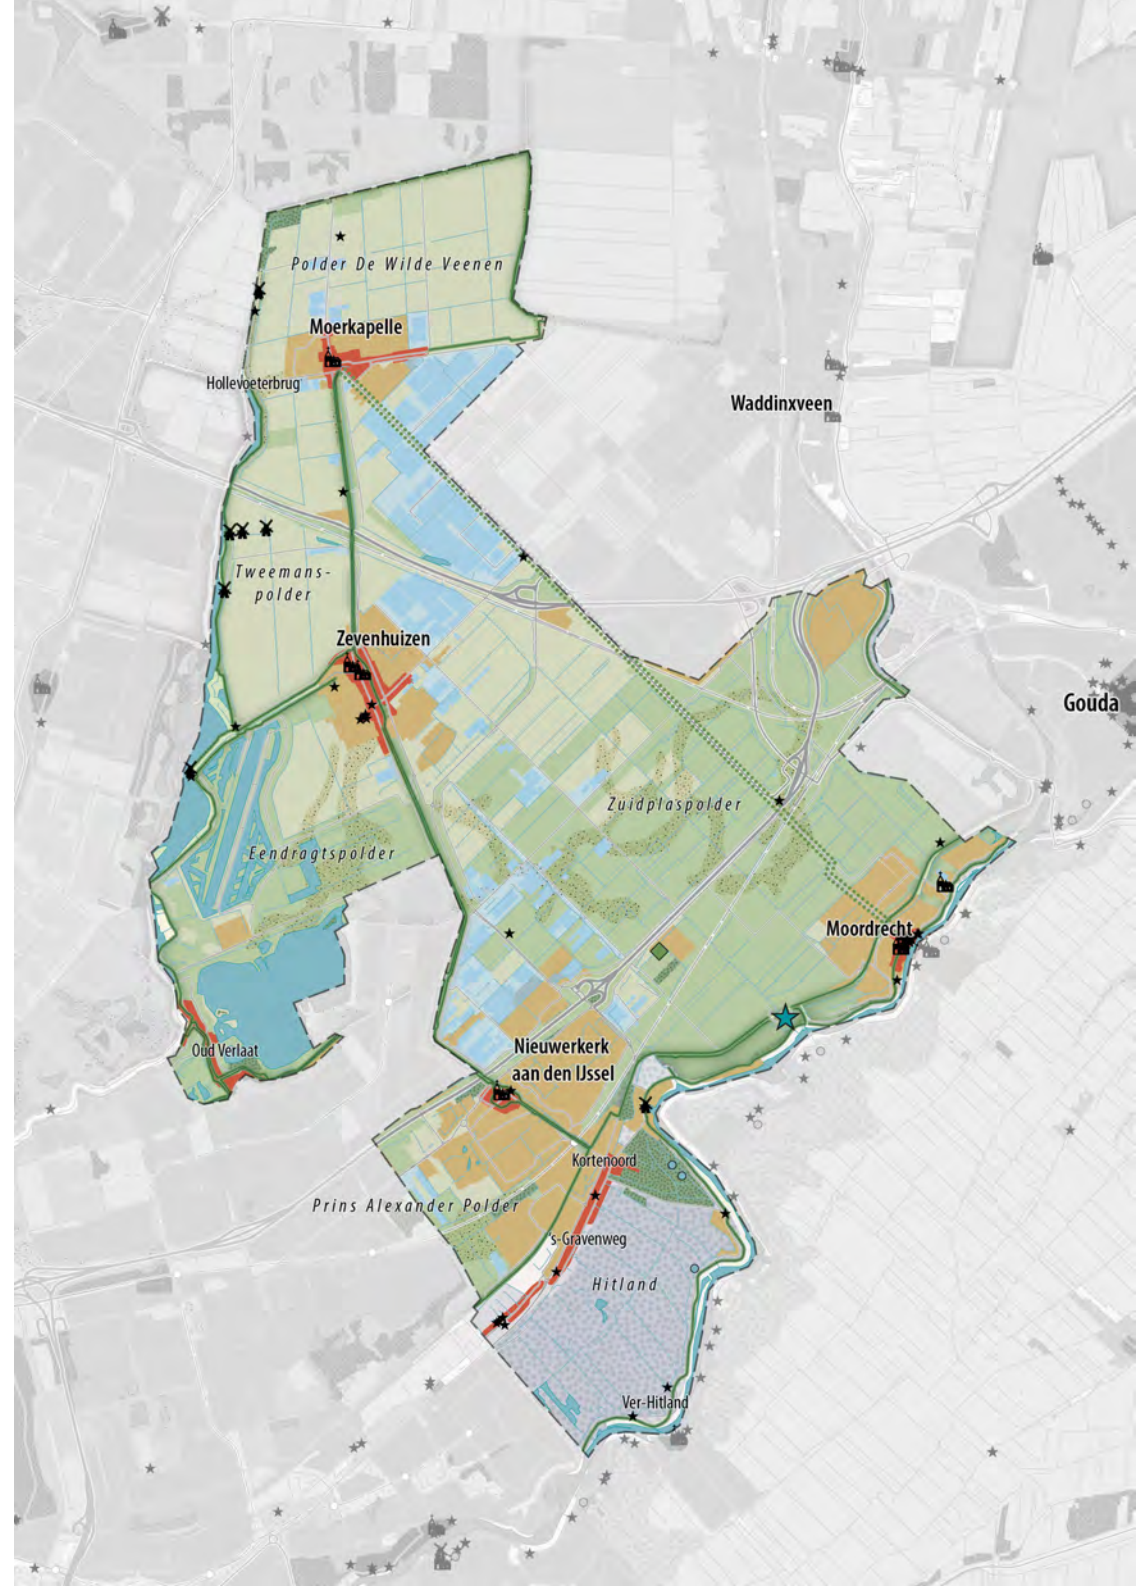 Polder De Wilde Veenen
Moerkapelle
Hollevoeterbrug
Waddinxveen
Tweemans-
polder
Zevenhuizen
Gouda
Zuidplaspolder
Eendragtspolder
Moordrecht
Oud Verlaat
Nieuwerkerk
aan den IJssel
Kortenoord
Prins Alexander Polder
's-Gravenweg
Hitland
Ver-Hitland